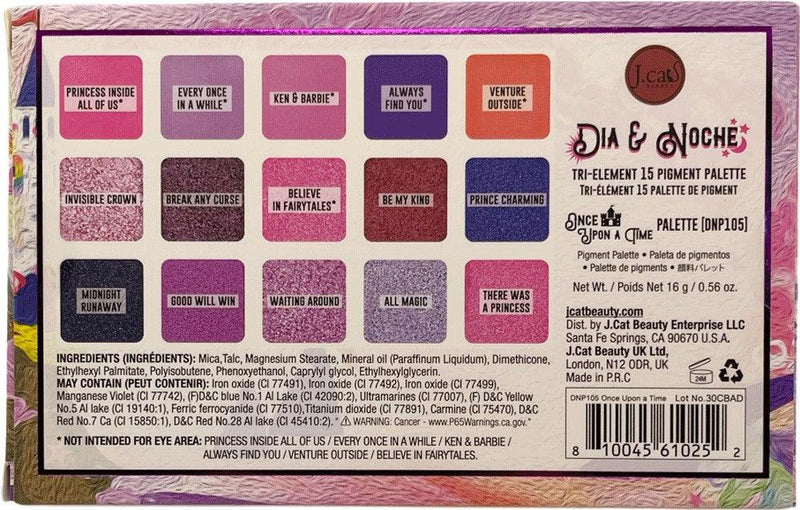 PRINCESS INSIDE
ALL OF US*
EVERY ONCE
IN A WHILE*
KEN & BARBIE*
ALWAYS
FIND YOU*
VENTURE
OUTSIDE*
INVISIBLE CROWN
BREAK ANY CURSE
BELIEVE
IN FAIRYTALES*
BE MY KING
PRINCE CHARMING
MIDNIGHT
RUNAWAY
GOOD WILL WIN
WAITING AROUND
ALL MAGIC
THERE WAS
A PRINCESS
INGREDIENTS (INGRÉDIENTS): Mica,Talc, Magnesium Stearate, Mineral oil (Paraffinum Liquidum), Dimethicone,
Ethylhexyl Palmitate, Polyisobutene, Phenoxyethanol, Caprylyl glycol, Ethylhexylglycerin.
MAY CONTAIN (PEUT CONTENIR): Iron oxide (CI 77491), Iron oxide (CI 77492), Iron oxide (CI 77499),
Manganese Violet (CI 77742), (F)D&C blue No.1 Al Lake (CI 42090:2), Ultramarines (CI 77007), (F) D&C Yellow
No.5 Al lake (CI 19140:1), Ferric ferrocyanide (CI 77510),Titanium dioxide (CI 77891), Carmine (CI 75470), D&C
Red No.7 Ca (CI 15850:1), D&C Red No.28 Al lake (CI 45410:2). * ⚠ WARNING: Cancer - www.P65Warnings.ca.gov.*
* NOT INTENDED FOR EYE AREA: PRINCESS INSIDE ALL OF US / EVERY ONCE IN A WHILE / KEN & BARBIE /
ALWAYS FIND YOU / VENTURE OUTSIDE / BELIEVE IN FAIRYTALES.
J.CAT
BEAUTY
DIA & NOCHE
TRI-ELEMENT 15 PIGMENT PALETTE
TRI-ÉLÉMENT 15 PALETTE DE PIGMENT
ONCE
UPON A TIME
PALETTE [DNP105]
Pigment Palette • Paleta de pigmentos
• Palette de pigments • 顔料パレット
Net Wt. / Poids Net 16 g / 0.56 oz.
jcatbeauty.com
Dist. by J.Cat Beauty Enterprise LLC
Santa Fe Springs, CA 90670 U.S.A.
J.Cat Beauty UK Ltd,
London, N12 0DR, UK
Made in P.R.C
24M
DNP105 Once Upon a Time Lot No.30CBAD
8 10045 61025 2